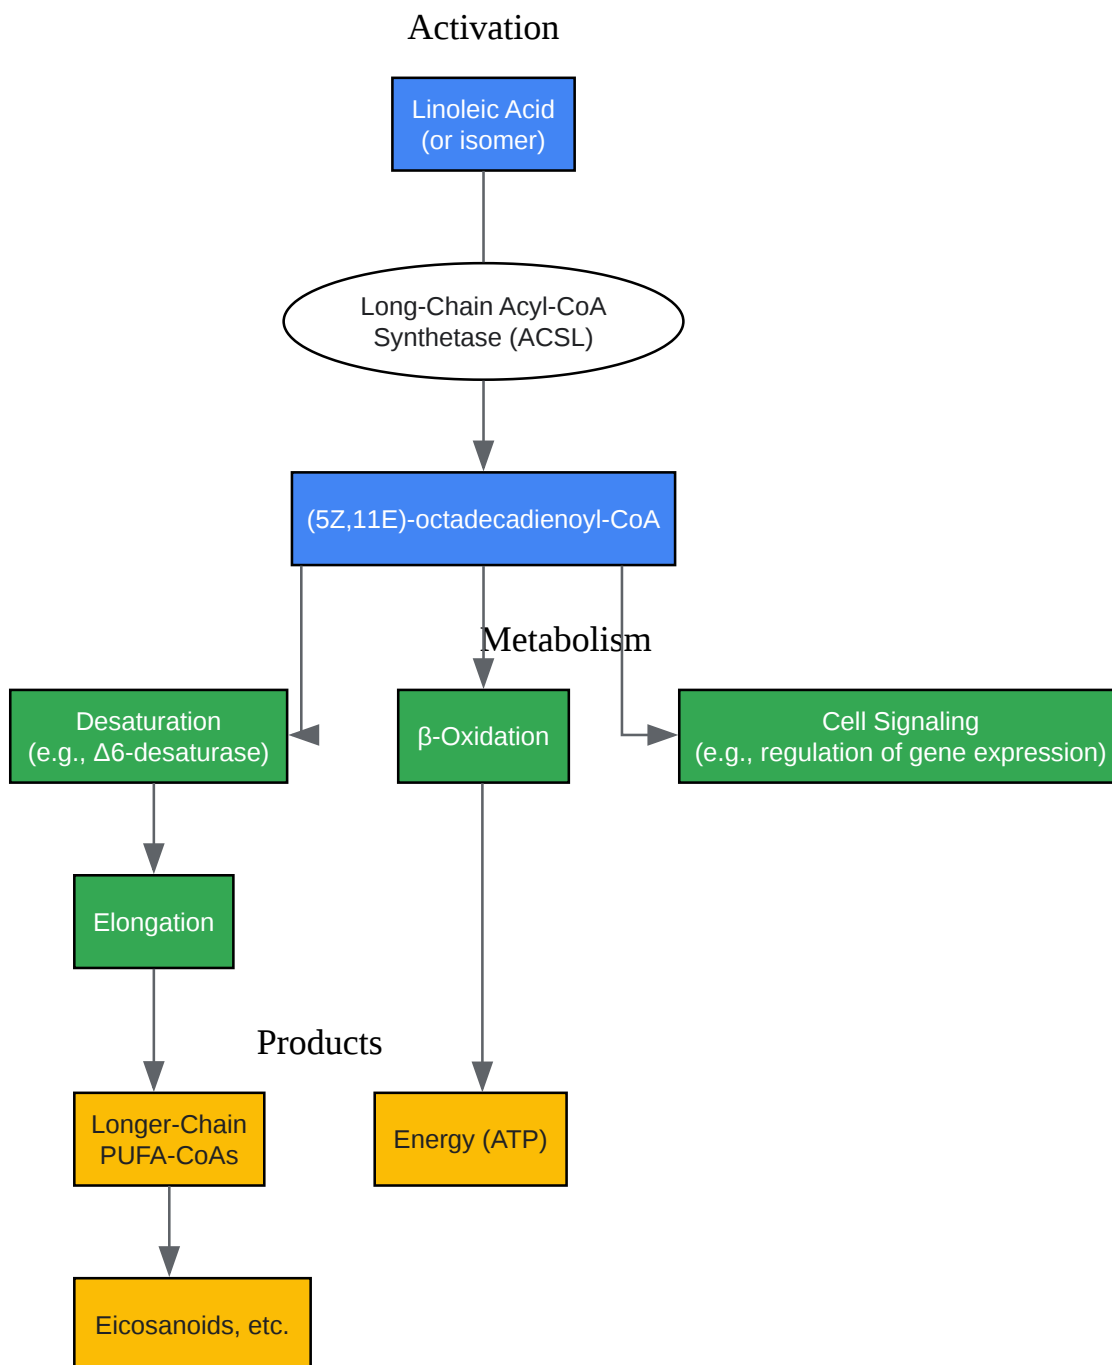 Activation
Linoleic Acid
(or isomer)
Long-Chain Acyl-CoA
Synthetase (ACSL)
(5Z,11E)-octadecadienoyl-CoA
Metabolism
Desaturation
(e.g., Δ6-desaturase)
β-Oxidation
Cell Signaling
(e.g., regulation of gene expression)
Elongation
Products
Longer-Chain
PUFA-CoAs
Energy (ATP)
Eicosanoids, etc.